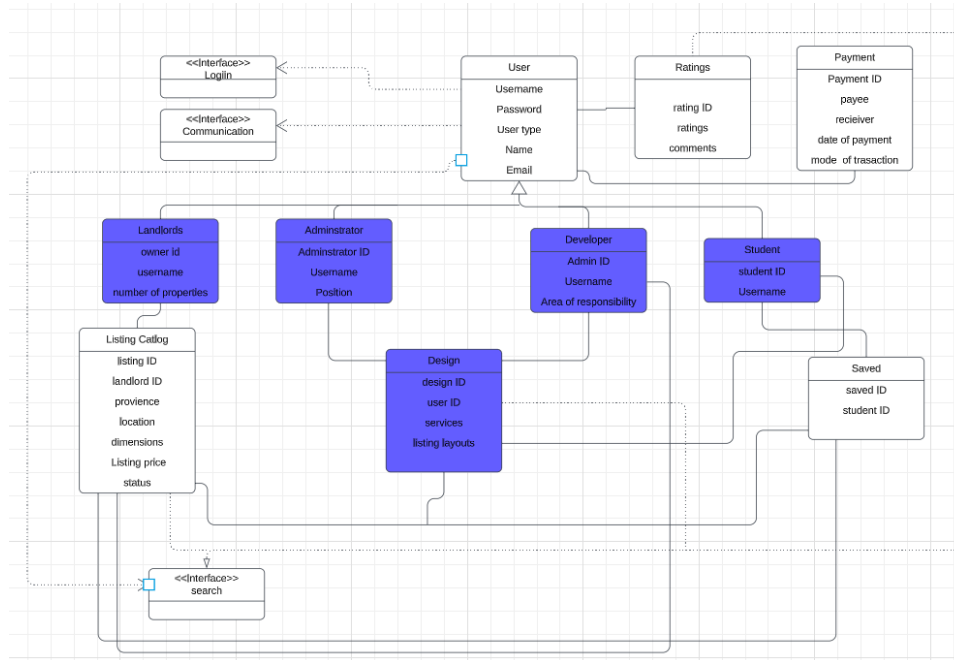 <<Interface>>
Logiin
<<Interface>>
Communication
User
Username
Password
User type
Name
Email
Ratings
rating ID
ratings
comments
Payment
Payment ID
payee
recieiver
date of payment
mode of trasaction
Landlords
owner id
username
number of properties
Adminstrator
Adminstrator ID
Username
Position
Developer
Admin ID
Username
Area of responsibility
Student
student ID
Username
Listing Catlog
listing ID
landlord ID
provience
location
dimensions
Listing price
status
Design
design ID
user ID
services
listing layouts
Saved
saved ID
student ID
<<Interface>>
search